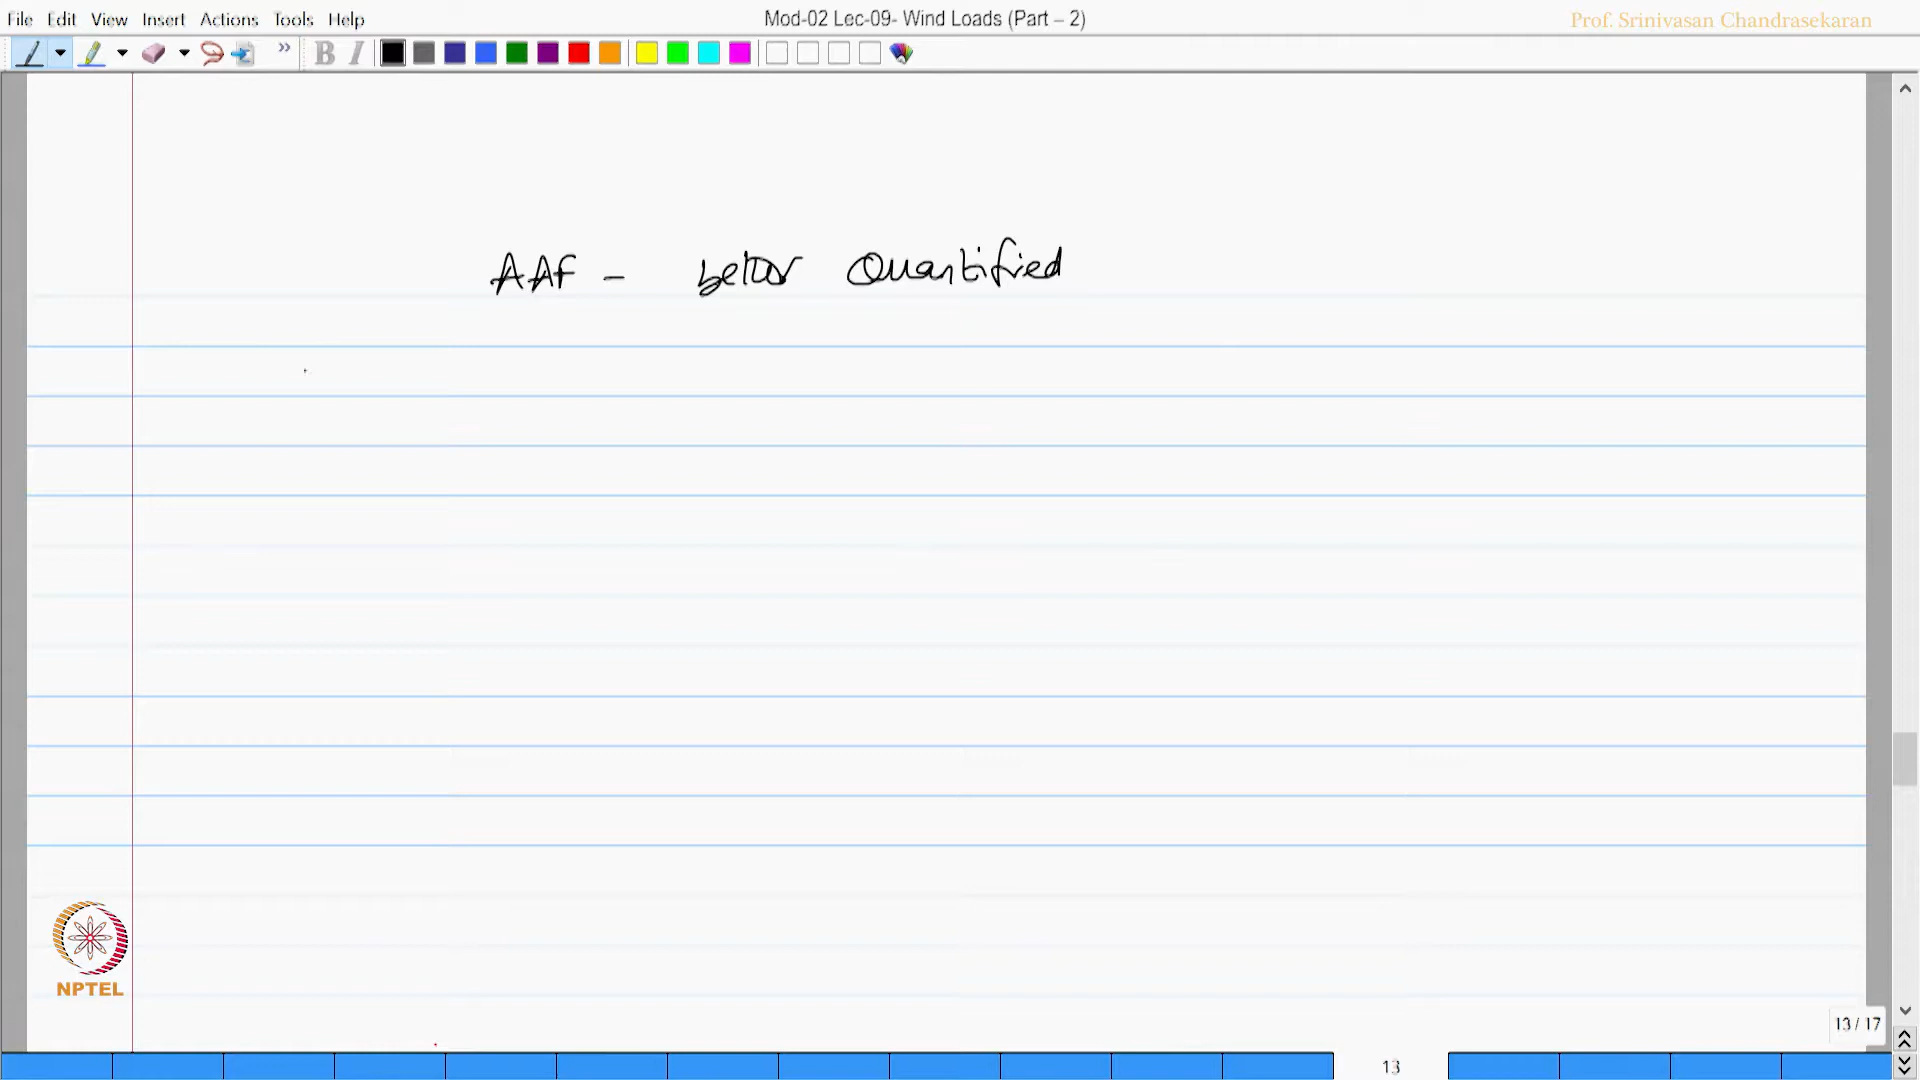 File Edit View Insert Actions Tools Help
Mod-02 Lec-09- Wind Loads (Part – 2)
Prof. Srinivasan Chandrasekaran
» B I
AAF – better Quantified
NPTEL
13 / 17
13